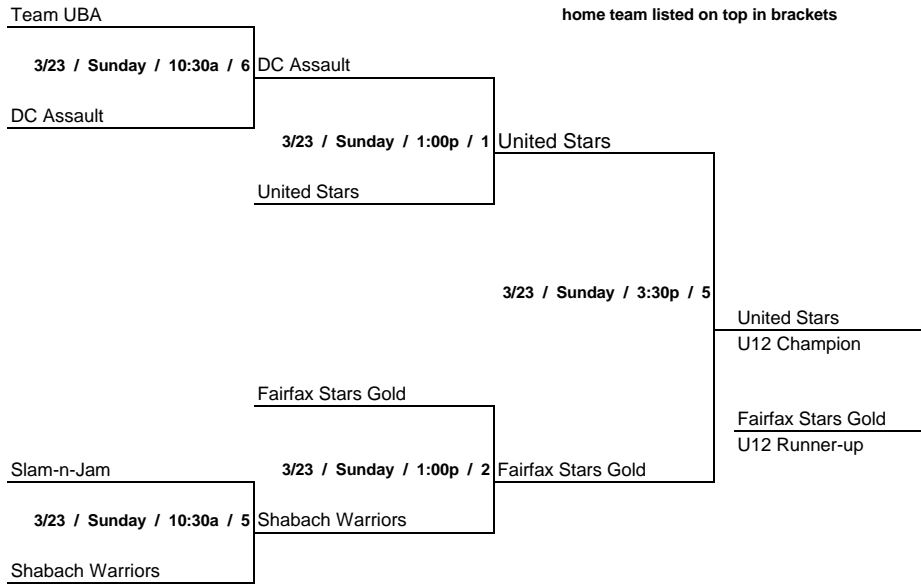 Team UBA
home team listed on top in brackets
3/23 / Sunday / 10:30a / 6
DC Assault
DC Assault
3/23 / Sunday / 1:00p / 1
United Stars
United Stars
3/23 / Sunday / 3:30p / 5
United Stars
U12 Champion
Fairfax Stars Gold
Fairfax Stars Gold
U12 Runner-up
Slam-n-Jam
3/23 / Sunday / 1:00p / 2
Fairfax Stars Gold
3/23 / Sunday / 10:30a / 5
Shabach Warriors
Shabach Warriors